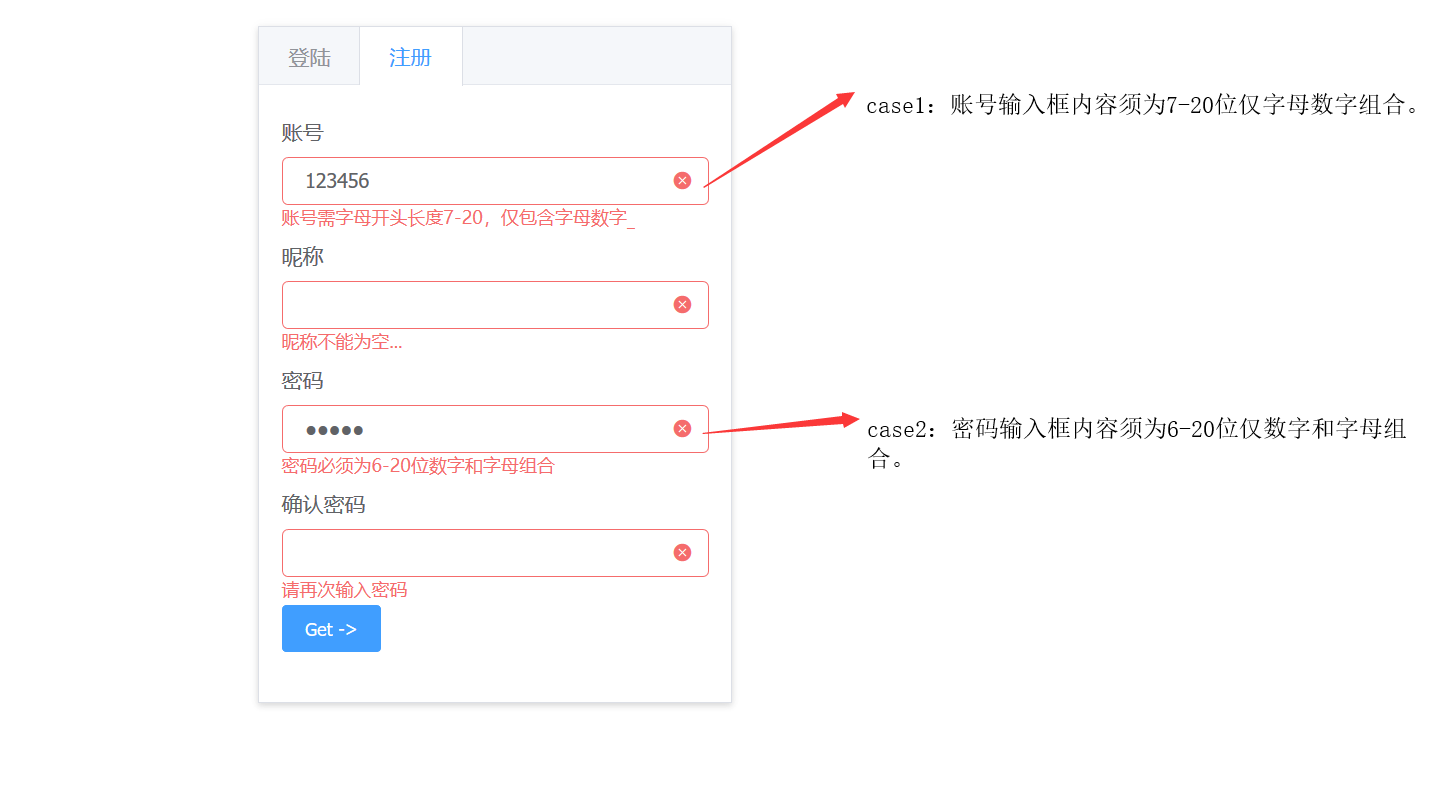 登陆
注册
账号
123456
账号需字母开头长度7-20，仅包含字母数字_
昵称
昵称不能为空...
密码
●●●●●
密码必须为6-20位数字和字母组合
确认密码
请再次输入密码
Get ->
case1：账号输入框内容须为7-20位仅字母数字组合。
case2：密码输入框内容须为6-20位仅数字和字母组
合。